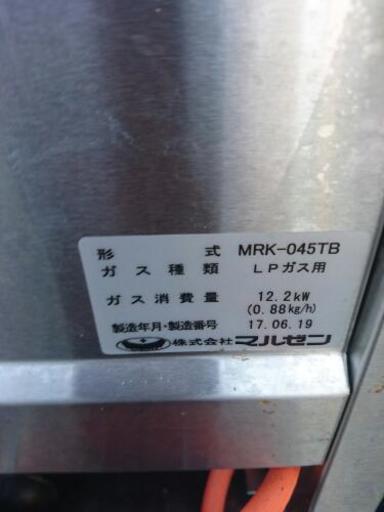 形式 MRK-045TB
ガス種類 LPガス用
ガス消費量 12.2kW
(0.88kg/h)
製造年月・製造番号 17.06.19
株式会社マルゼン